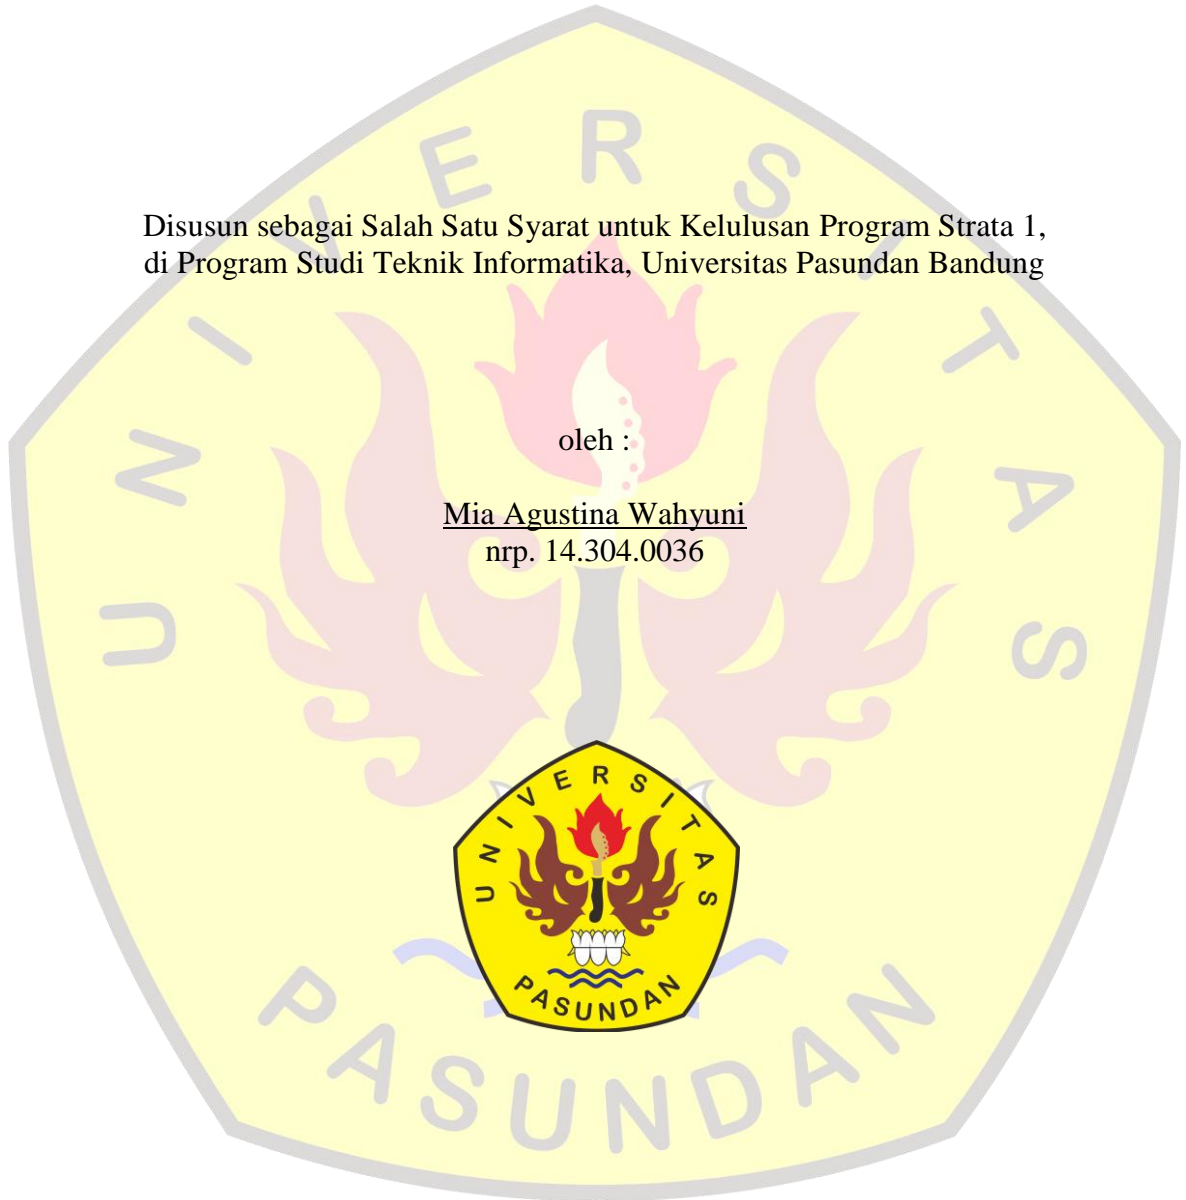 UNIVERSITAS
Disusun sebagai Salah Satu Syarat untuk Kelulusan Program Strata 1,
di Program Studi Teknik Informatika, Universitas Pasundan Bandung
oleh :
Mia Agustina Wahyuni
nrp. 14.304.0036
UNIVERSITAS
PASUNDAN
PASUNDAN